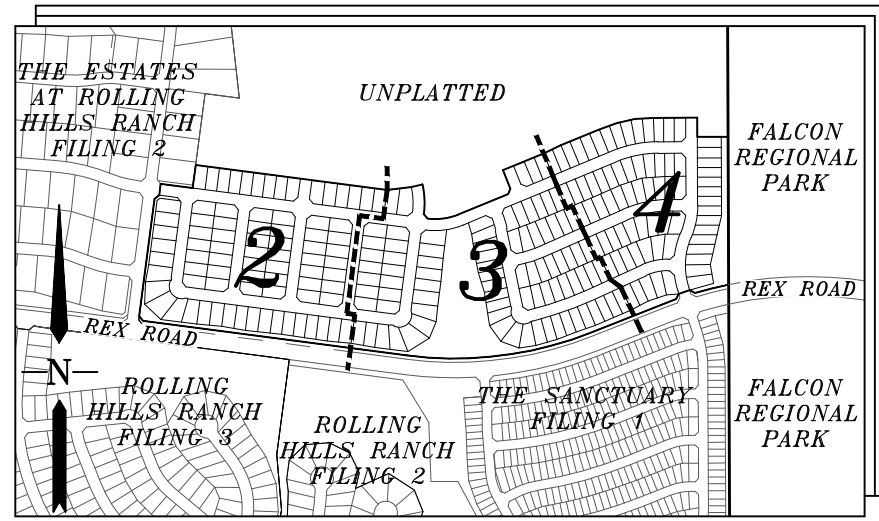 THE ESTATES
AT ROLLING
HILLS RANCH
FILING 2
UNPLATTED
FALCON
REGIONAL
PARK
2
3
4
REX ROAD
REX ROAD
N
ROLLING
HILLS RANCH
FILING 3
ROLLING
HILLS RANCH
FILING 2
THE SANCTUARY
FILING 1
FALCON
REGIONAL
PARK